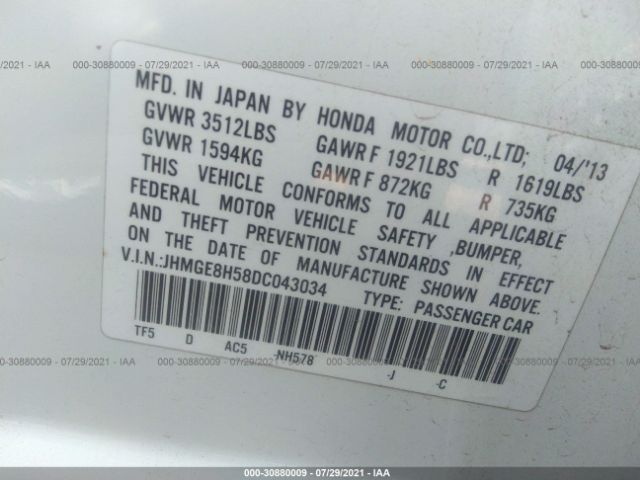 000-30880009 - 07/29/2021 - IAA
MFD. IN JAPAN BY HONDA MOTOR CO.,LTD; 04/'13
GVWR 3512LBS GAWR F 1921LBS R 1619LBS
GVWR 1594KG GAWR F 872KG R 735KG
THIS VEHICLE CONFORMS TO ALL APPLICABLE
FEDERAL MOTOR VEHICLE SAFETY ,BUMPER,
AND THEFT PREVENTION STANDARDS IN EFFECT
ON THE DATE OF MANUFACTURE SHOWN ABOVE.
V.I.N.:JHMGE8H58DC043034 TYPE: PASSENGER CAR
TF5 D AC5 -NH578 -J -C
000-30880009 - 07/29/2021 - IAA